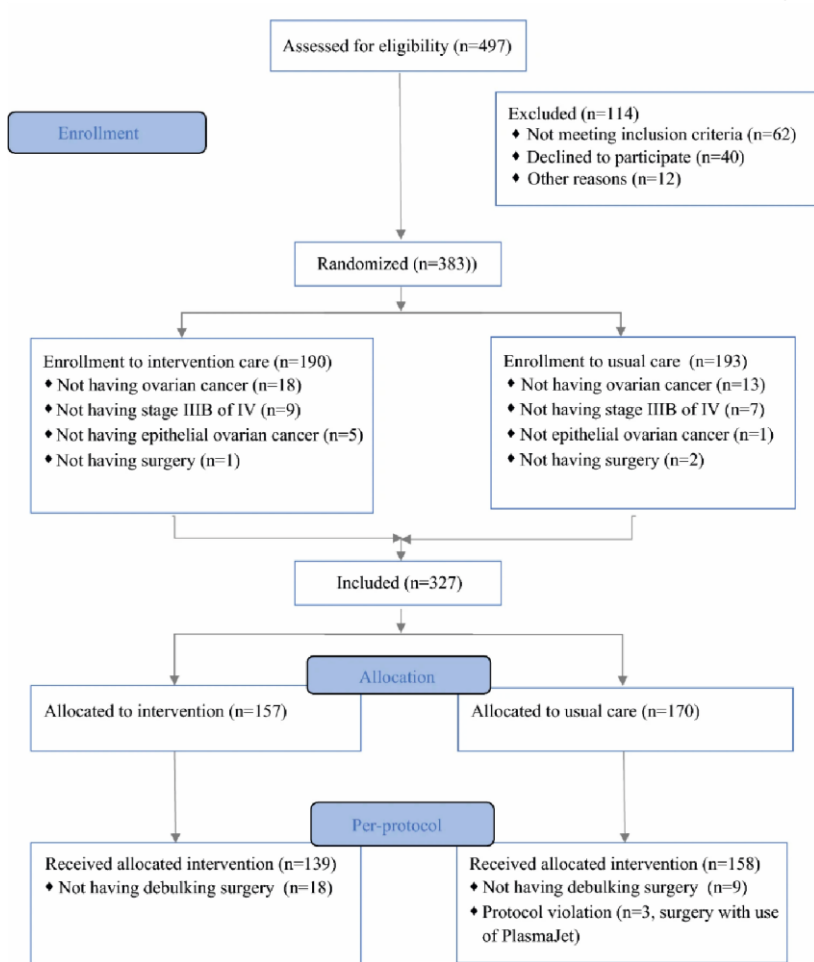 Assessed for eligibility (n=497)
Enrollment
Excluded (n=114)
♦ Not meeting inclusion criteria (n=62)
♦ Declined to participate (n=40)
♦ Other reasons (n=12)
Randomized (n=383))
Enrollment to intervention care (n=190)
♦ Not having ovarian cancer (n=18)
♦ Not having stage IIIB of IV (n=9)
♦ Not having epithelial ovarian cancer (n=5)
♦ Not having surgery (n=1)
Enrollment to usual care (n=193)
♦ Not having ovarian cancer (n=13)
♦ Not having stage IIIB of IV (n=7)
♦ Not epithelial ovarian cancer (n=1)
♦ Not having surgery (n=2)
Included (n=327)
Allocation
Allocated to intervention (n=157)
Allocated to usual care (n=170)
Per-protocol
Received allocated intervention (n=139)
♦ Not having debulking surgery (n=18)
Received allocated intervention (n=158)
♦ Not having debulking surgery (n=9)
♦ Protocol violation (n=3, surgery with use
of PlasmaJet)